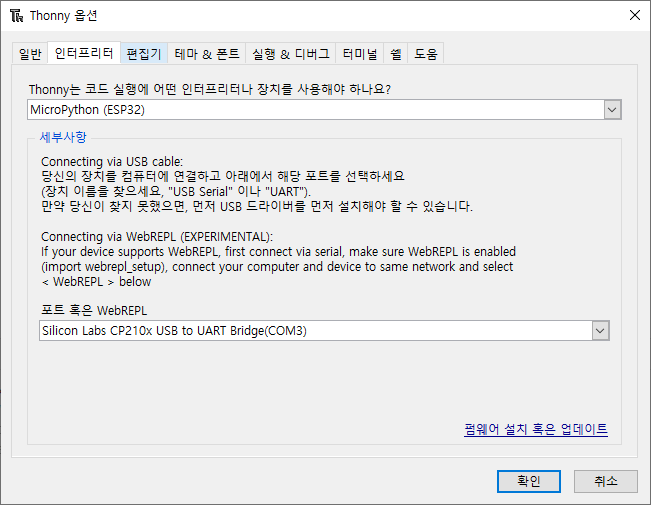 Thonny 옵션
일반 인터프리터 편집기 테마 & 폰트 실행 & 디버그 터미널 쉘 도움
Thonny는 코드 실행에 어떤 인터프리터나 장치를 사용해야 하나요?
MicroPython (ESP32)
세부사항
Connecting via USB cable:
당신의 장치를 컴퓨터에 연결하고 아래에서 해당 포트를 선택하세요
(장치 이름을 찾으세요, "USB Serial" 이나 "UART").
만약 당신이 찾지 못했으면, 먼저 USB 드라이버를 먼저 설치해야 할 수 있습니다.
Connecting via WebREPL (EXPERIMENTAL):
If your device supports WebREPL, first connect via serial, make sure WebREPL is enabled
(import webrepl_setup), connect your computer and device to same network and select
< WebREPL > below
포트 혹은 WebREPL
Silicon Labs CP210x USB to UART Bridge(COM3)
펌웨어 설치 혹은 업데이트
확인 취소